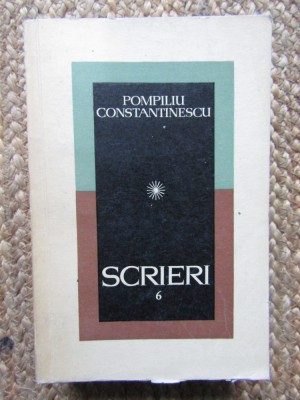 POMPILIU
CONSTANTINESCU
SCRIERI
6